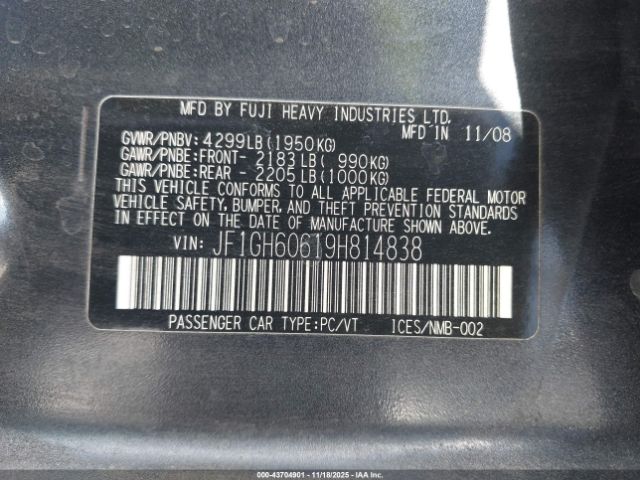 MFD BY FUJI HEAVY INDUSTRIES LTD.
MFD IN 11/08
GVWR/PNBV: 4299LB(1950KG)
GAWR/PNBE:FRONT- 2183LB( 990KG)
GAWR/PNBE:REAR - 2205LB(1000KG)
THIS VEHICLE CONFORMS TO ALL APPLICABLE FEDERAL MOTOR
VEHICLE SAFETY, BUMPER, AND THEFT PREVENTION STANDARDS
IN EFFECT ON THE DATE OF MANUFACTURE SHOWN ABOVE.
VIN: JF1GH60619H814838
PASSENGER CAR TYPE:PC/VT ICES/NMB-002
000-43704901 - 11/18/2025 - IAAI.COM